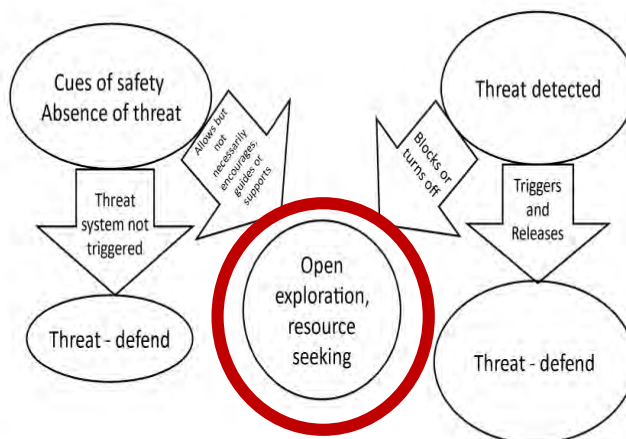 Cues of safety
Absence of threat
Allows but
not
necessarily
encourages,
guides or
supports
Threat
system not
triggered
Threat - defend
Open
exploration,
resource
seeking
Threat detected
Blocks or
turns off
Triggers
and
Releases
Threat - defend